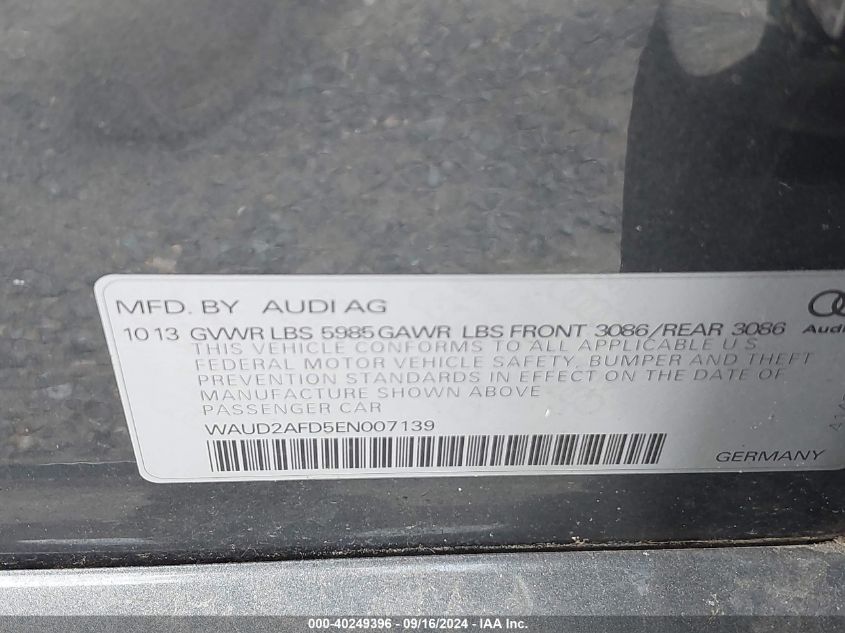 MFD. BY AUDI AG
10 13 GVWR LBS 5985 GAWR LBS FRONT 3086/REAR 3086
THIS VEHICLE CONFORMS TO ALL APPLICABLE U S
FEDERAL MOTOR VEHICLE SAFETY, BUMPER AND THEFT
PREVENTION STANDARDS IN EFFECT ON THE DATE OF
MANUFACTURE SHOWN ABOVE
PASSENGER CAR
WAUD2AFD5EN007139
GERMANY
Audi
000-40249396 - 09/16/2024 - IAA, Inc.